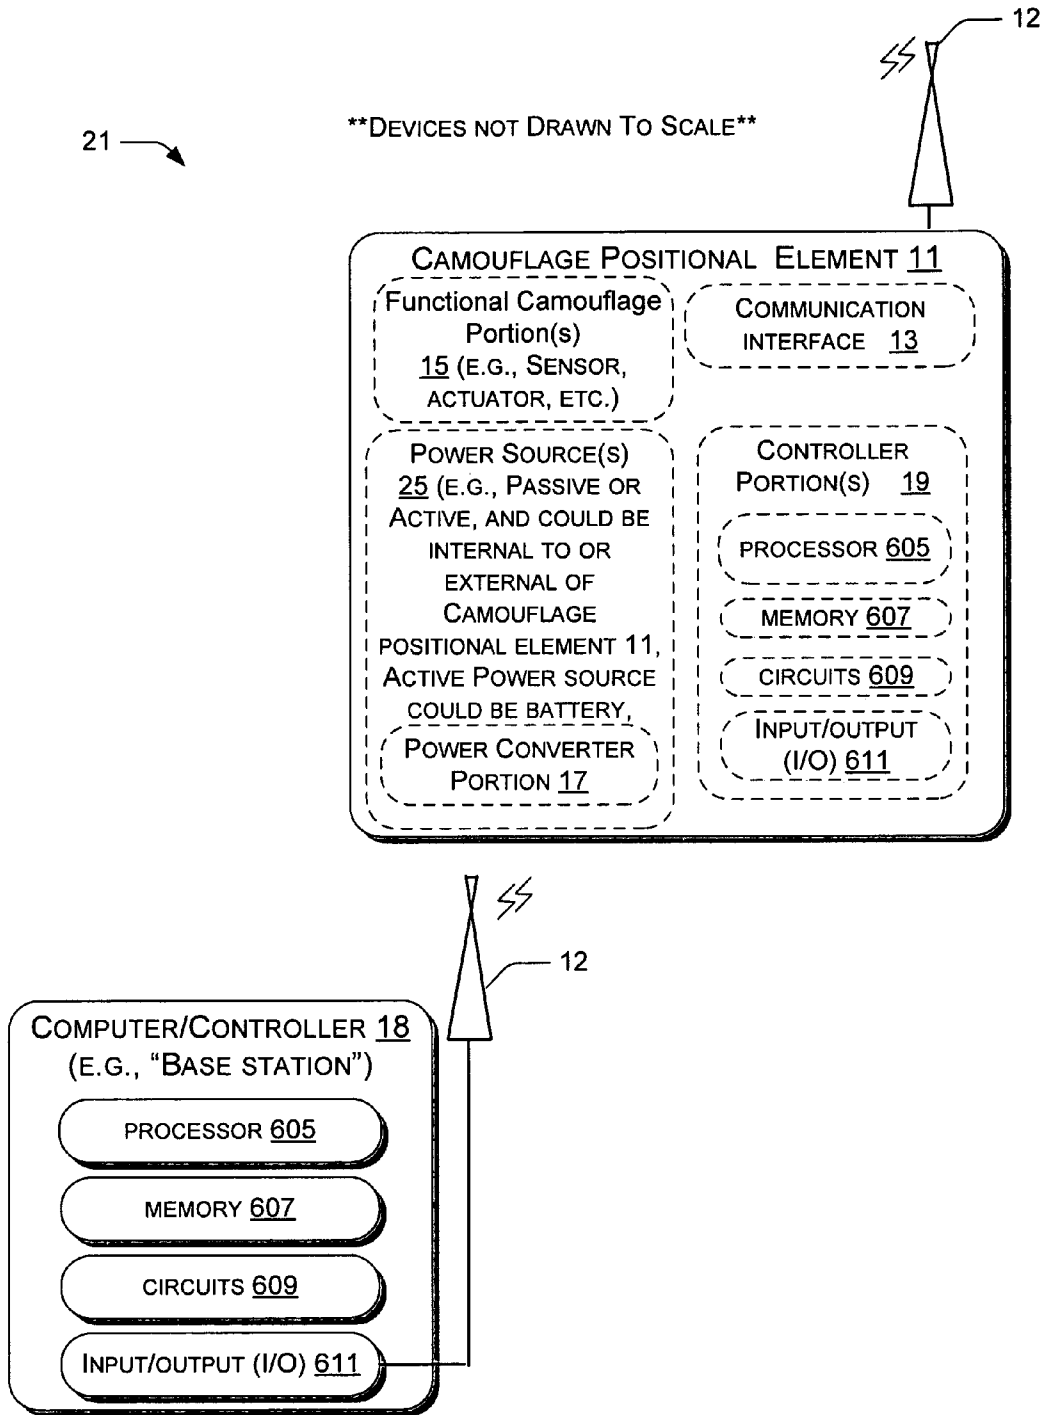 12
**DEVICES NOT DRAWN TO SCALE**
21
CAMOUFLAGE POSITIONAL ELEMENT 11
Functional Camouflage
Portion(s)
15 (E.G., SENSOR,
ACTUATOR, ETC.)
COMMUNICATION
INTERFACE 13
POWER SOURCE(S)
25 (E.G., PASSIVE OR
ACTIVE, AND COULD BE
INTERNAL TO OR
EXTERNAL OF
CAMOUFLAGE
POSITIONAL ELEMENT 11,
ACTIVE POWER SOURCE
COULD BE BATTERY,
POWER CONVERTER
PORTION 17
CONTROLLER
PORTION(S) 19
PROCESSOR 605
MEMORY 607
CIRCUITS 609
INPUT/OUTPUT
(I/O) 611
12
COMPUTER/CONTROLLER 18
(E.G., "BASE STATION")
PROCESSOR 605
MEMORY 607
CIRCUITS 609
INPUT/OUTPUT (I/O) 611